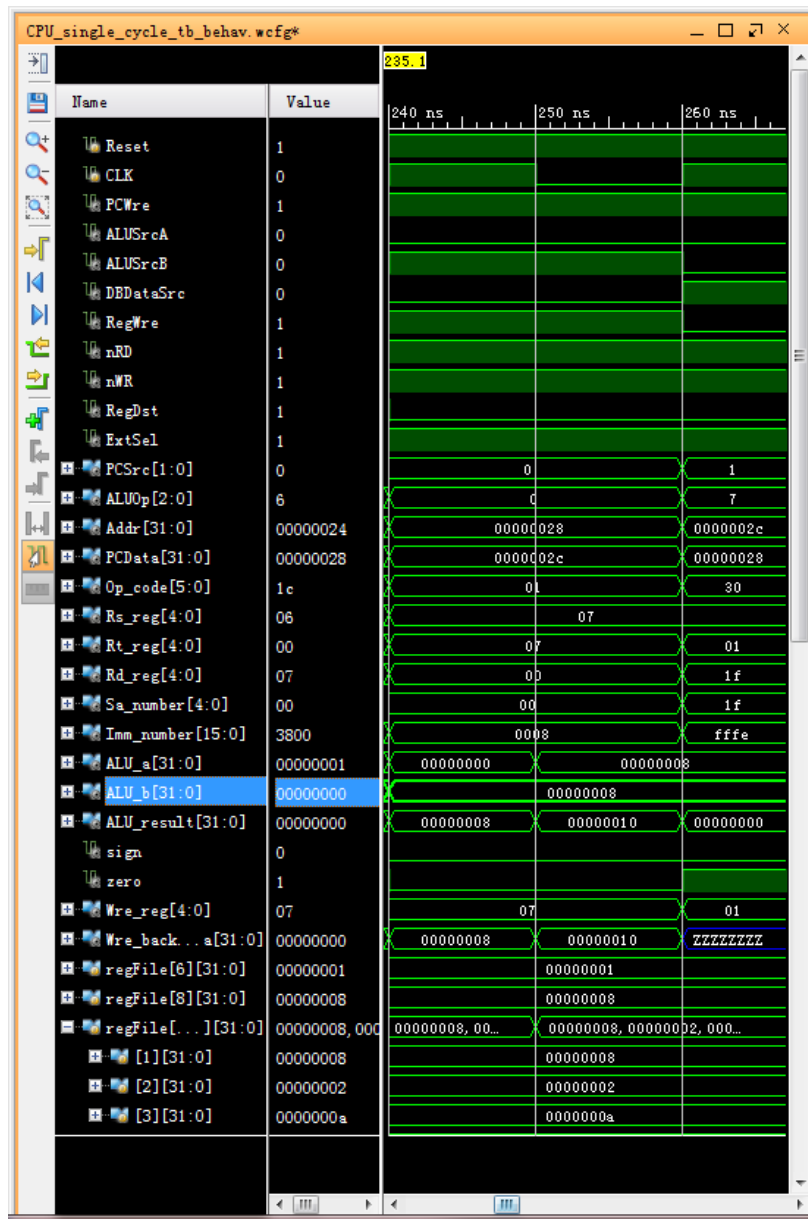 CPU_single_cycle_tb_behav.wcfg*
235.1
Name Value 240 ns 250 ns 260 ns
Reset 1
CLK 0
PCWre 1
ALUSrcA 0
ALUSrcB 0
DBDataSrc 0
RegWre 1
nRD 1
nWR 1
RegDst 1
ExtSel 1
PCSrc[1:0] 0 0 1
ALUOp[2:0] 6 0 7
Addr[31:0] 00000024 00000028 0000002c
PCData[31:0] 00000028 0000002c 00000028
Op_code[5:0] 1c 01 30
Rs_reg[4:0] 06 07
Rt_reg[4:0] 00 07 01
Rd_reg[4:0] 07 00 1f
Sa_number[4:0] 00 00 1f
Imm_number[15:0] 3800 0008 fffe
ALU_a[31:0] 00000001 00000000 00000008
ALU_b[31:0] 00000000 00000008
ALU_result[31:0] 00000000 00000008 00000010 00000000
sign 0
zero 1
Wre_reg[4:0] 07 07 01
Wre_back...a[31:0] 00000000 00000008 00000010 ZZZZZZZZ
regFile[6][31:0] 00000001 00000001
regFile[8][31:0] 00000008 00000008
regFile[...][31:0] 00000008,000 00000008,00... 00000008,00000002,000...
[1][31:0] 00000008 00000008
[2][31:0] 00000002 00000002
[3][31:0] 0000000a 0000000a